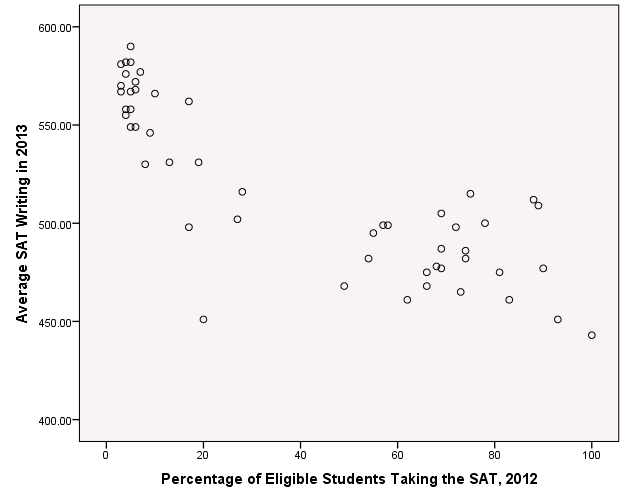 600.00
550.00
500.00
450.00
400.00
Average SAT Writing in 2013
0 20 40 60 80 100
Percentage of Eligible Students Taking the SAT, 2012